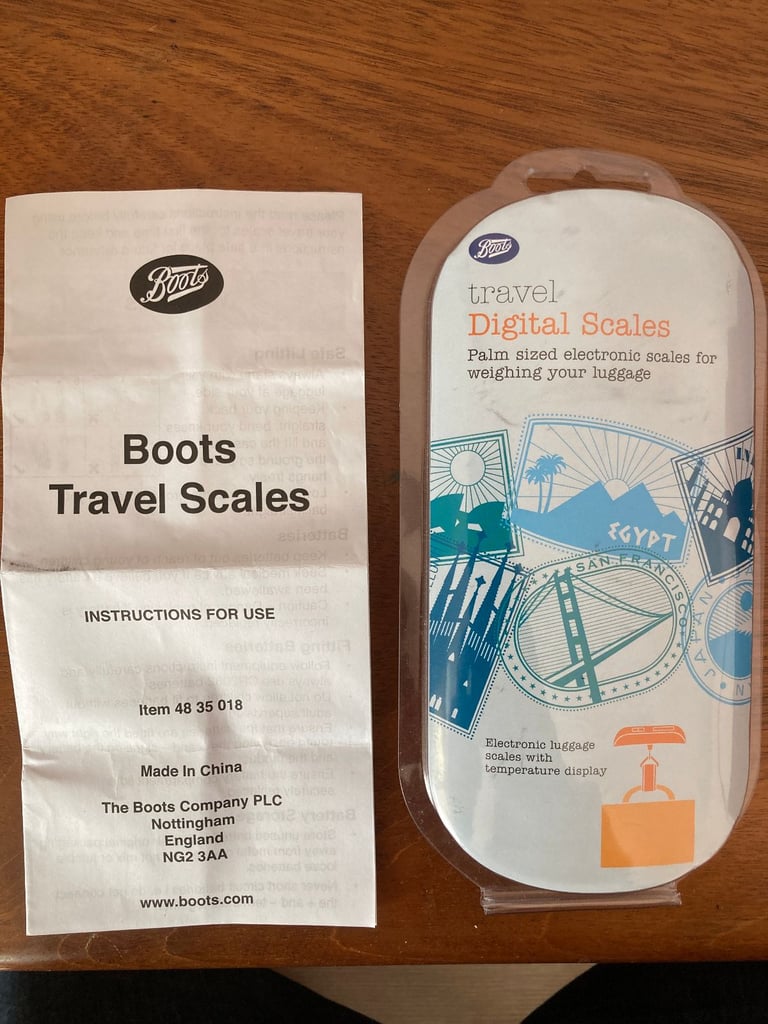 Boots
Boots
Travel Scales
INSTRUCTIONS FOR USE
Item 48 35 018
Made In China
The Boots Company PLC
Nottingham
England
NG2 3AA
www.boots.com
Boots
travel
Digital Scales
Palm sized electronic scales for
weighing your luggage
EGYPT
SAN FRANCISCO
Electronic luggage
scales with
temperature display